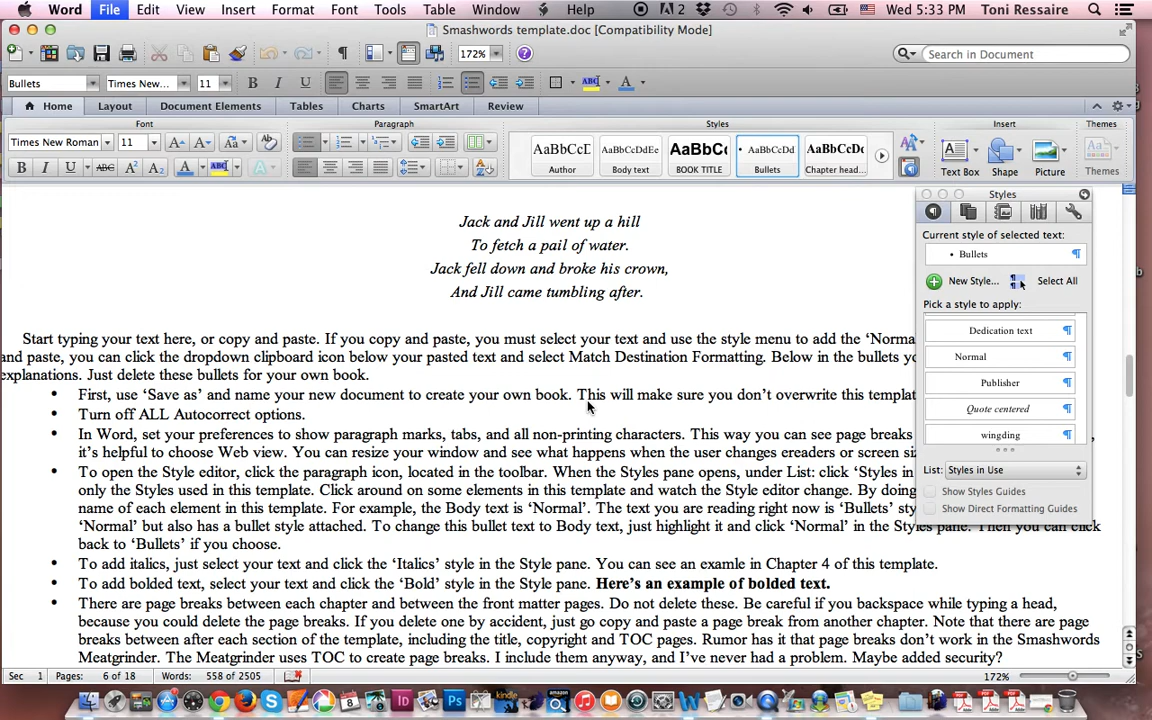 Word File Edit View Insert Format Font Tools Table Window Help 2 Wed 5:33 PM Toni Ressaire
Smashwords template.doc [Compatibility Mode]
172% Search in Document
Bullets Times New... 11 B I U ABC A
Home Layout Document Elements Tables Charts SmartArt Review
Font Paragraph Styles Insert Themes
Times New Roman 11 A A Aa
AaBbCcE AaBbCcDdEe AaBbCc • AaBbCcDd AaBbCcDc
Author Body text BOOK TITLE Bullets Chapter head...
Text Box Shape Picture Themes
B I U ABC A² A₂ A ABC A
Styles
Current style of selected text:
• Bullets
New Style... Select All
Pick a style to apply:
Dedication text
Normal
Publisher
Quote centered
wingding
List: Styles in Use
Show Styles Guides
Show Direct Formatting Guides
Jack and Jill went up a hill
To fetch a pail of water.
Jack fell down and broke his crown,
And Jill came tumbling after.
Start typing your text here, or copy and paste. If you copy and paste, you must select your text and use the style menu to add the ‘Norma
and paste, you can click the dropdown clipboard icon below your pasted text and select Match Destination Formatting. Below in the bullets yo
explanations. Just delete these bullets for your own book.
• First, use ‘Save as’ and name your new document to create your own book. This will make sure you don’t overwrite this templat
• Turn off ALL Autocorrect options.
• In Word, set your preferences to show paragraph marks, tabs, and all non-printing characters. This way you can see page breaks
it’s helpful to choose Web view. You can resize your window and see what happens when the user changes ereaders or screen siz
• To open the Style editor, click the paragraph icon, located in the toolbar. When the Styles pane opens, under List: click ‘Styles in
only the Styles used in this template. Click around on some elements in this template and watch the Style editor change. By doing
name of each element in this template. For example, the Body text is ‘Normal’. The text you are reading right now is ‘Bullets’ sty
‘Normal’ but also has a bullet style attached. To change this bullet text to Body text, just highlight it and click ‘Normal’ in the Styles pane. Then you can click
back to ‘Bullets’ if you choose.
• To add italics, just select your text and click the ‘Italics’ style in the Style pane. You can see an examle in Chapter 4 of this template.
• To add bolded text, select your text and click the ‘Bold’ style in the Style pane. Here’s an example of bolded text.
• There are page breaks between each chapter and between the front matter pages. Do not delete these. Be careful if you backspace while typing a head,
because you could delete the page breaks. If you delete one by accident, just go copy and paste a page break from another chapter. Note that there are page
breaks between after each section of the template, including the title, copyright and TOC pages. Rumor has it that page breaks don’t work in the Smashwords
Meatgrinder. The Meatgrinder uses TOC to create page breaks. I include them anyway, and I’ve never had a problem. Maybe added security?
Sec 1 Pages: 6 of 18 Words: 558 of 2505 172%